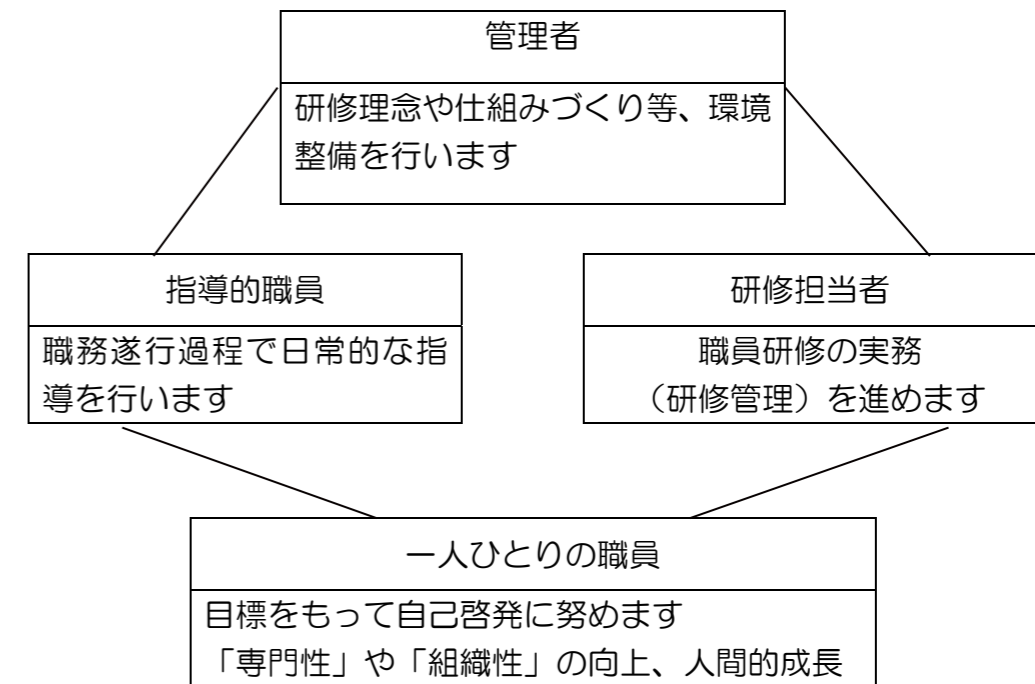 管理者
研修理念や仕組みづくり等、環境
整備を行います
指導的職員
職務遂行過程で日常的な指
導を行います
研修担当者
職員研修の実務
（研修管理）を進めます
一人ひとりの職員
目標をもって自己啓発に努めます
「専門性」や「組織性」の向上、人間的成長